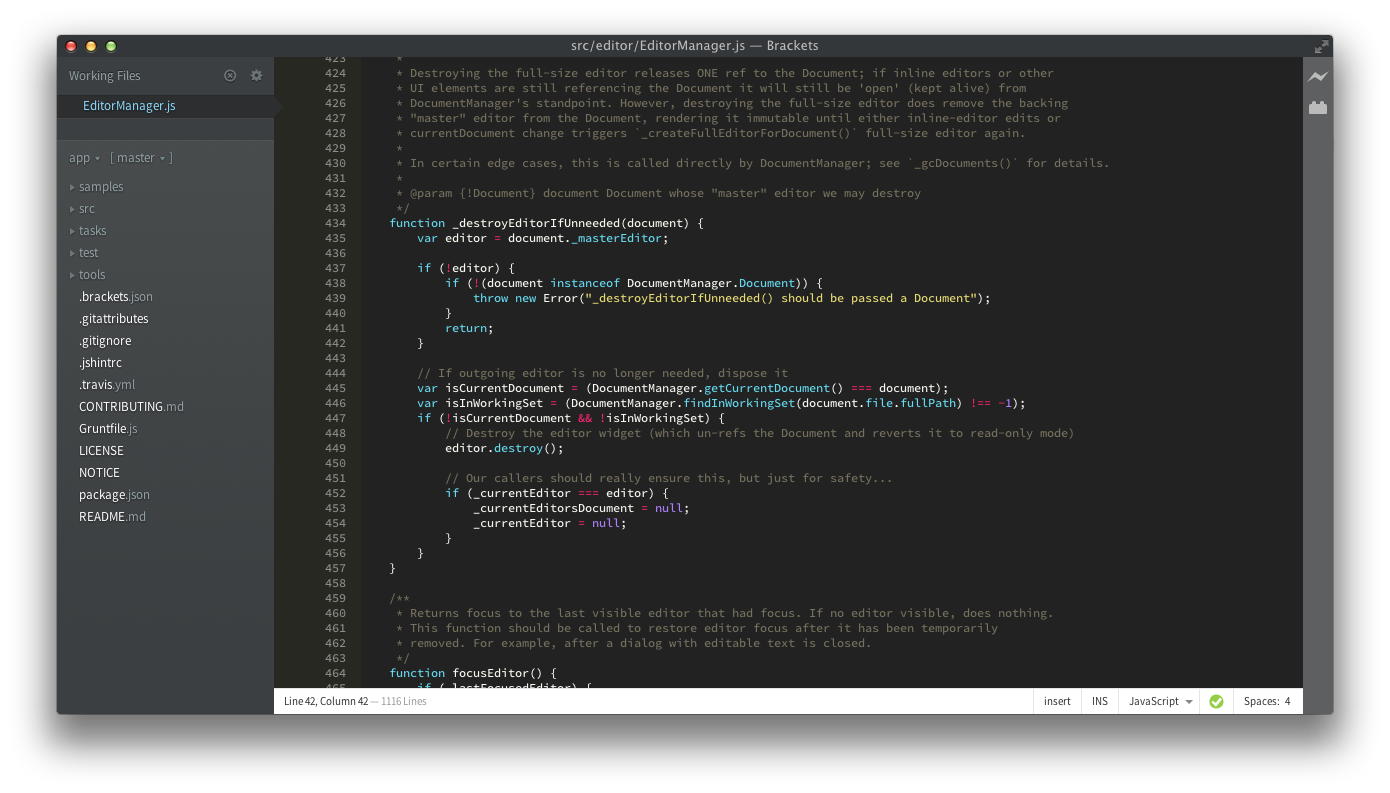 src/editor/EditorManager.js — Brackets
Working Files
EditorManager.js
app [ master ]
samples
src
tasks
test
tools
.brackets.json
.gitattributes
.gitignore
.jshintrc
.travis.yml
CONTRIBUTING.md
Gruntfile.js
LICENSE
NOTICE
package.json
README.md
423 *
424 * Destroying the full-size editor releases ONE ref to the Document; if inline editors or other
425 * UI elements are still referencing the Document it will still be 'open' (kept alive) from
426 * DocumentManager's standpoint. However, destroying the full-size editor does remove the backing
427 * "master" editor from the Document, rendering it immutable until either inline-editor edits or
428 * currentDocument change triggers `_createFullEditorForDocument()` full-size editor again.
429 *
430 * In certain edge cases, this is called directly by DocumentManager; see `_gcDocuments()` for details.
431 *
432 * @param {!Document} document Document whose "master" editor we may destroy
433 */
434 function _destroyEditorIfUnneeded(document) {
435 var editor = document._masterEditor;
436
437 if (!editor) {
438 if (!(document instanceof DocumentManager.Document)) {
439 throw new Error("_destroyEditorIfUnneeded() should be passed a Document");
440 }
441 return;
442 }
443
444 // If outgoing editor is no longer needed, dispose it
445 var isCurrentDocument = (DocumentManager.getCurrentDocument() === document);
446 var isInWorkingSet = (DocumentManager.findInWorkingSet(document.file.fullPath) !== -1);
447 if (!isCurrentDocument && !isInWorkingSet) {
448 // Destroy the editor widget (which un-refs the Document and reverts it to read-only mode)
449 editor.destroy();
450
451 // Our callers should really ensure this, but just for safety...
452 if (_currentEditor === editor) {
453 _currentEditorsDocument = null;
454 _currentEditor = null;
455 }
456 }
457 }
458
459 /**
460 * Returns focus to the last visible editor that had focus. If no editor visible, does nothing.
461 * This function should be called to restore editor focus after it has been temporarily
462 * removed. For example, after a dialog with editable text is closed.
463 */
464 function focusEditor() {
465 if (_lastFocusedEditor) {
Line 42, Column 42 — 1116 Lines
insert
INS
JavaScript
Spaces: 4